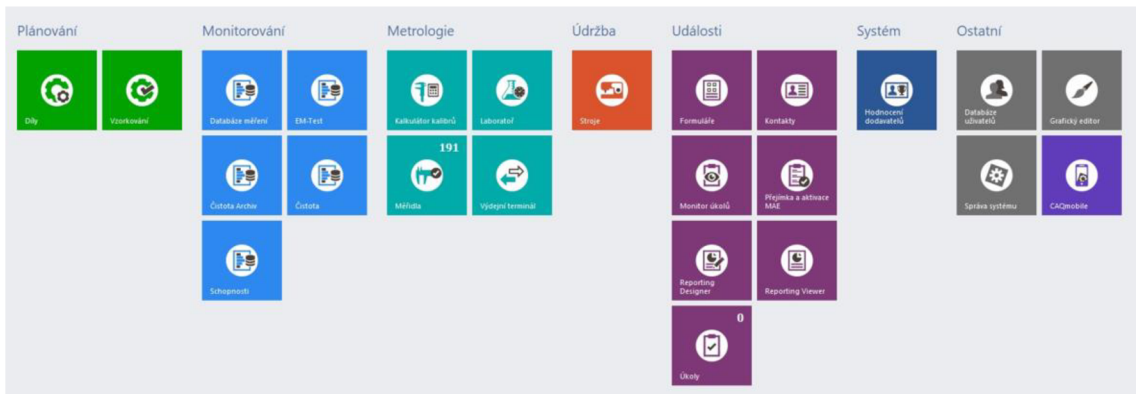 Plánování
Díly
Vzorkování
Monitorování
Databáze měření
EM-Test
Čistota Archiv
Čistota
Schopnosti
Metrologie
Kalkulátor kalibrů
Laboratoř
191
Měřidla
Výdejní terminál
Údržba
Stroje
Události
Formuláře
Kontakty
Monitor úkolů
Přejímka a aktivace
MAE
Reporting
Designer
Reporting Viewer
0
Úkoly
Systém
Hodnocení
dodavatelů
Ostatní
Databáze
uživatelů
Grafický editor
Správa systému
CAQmobile